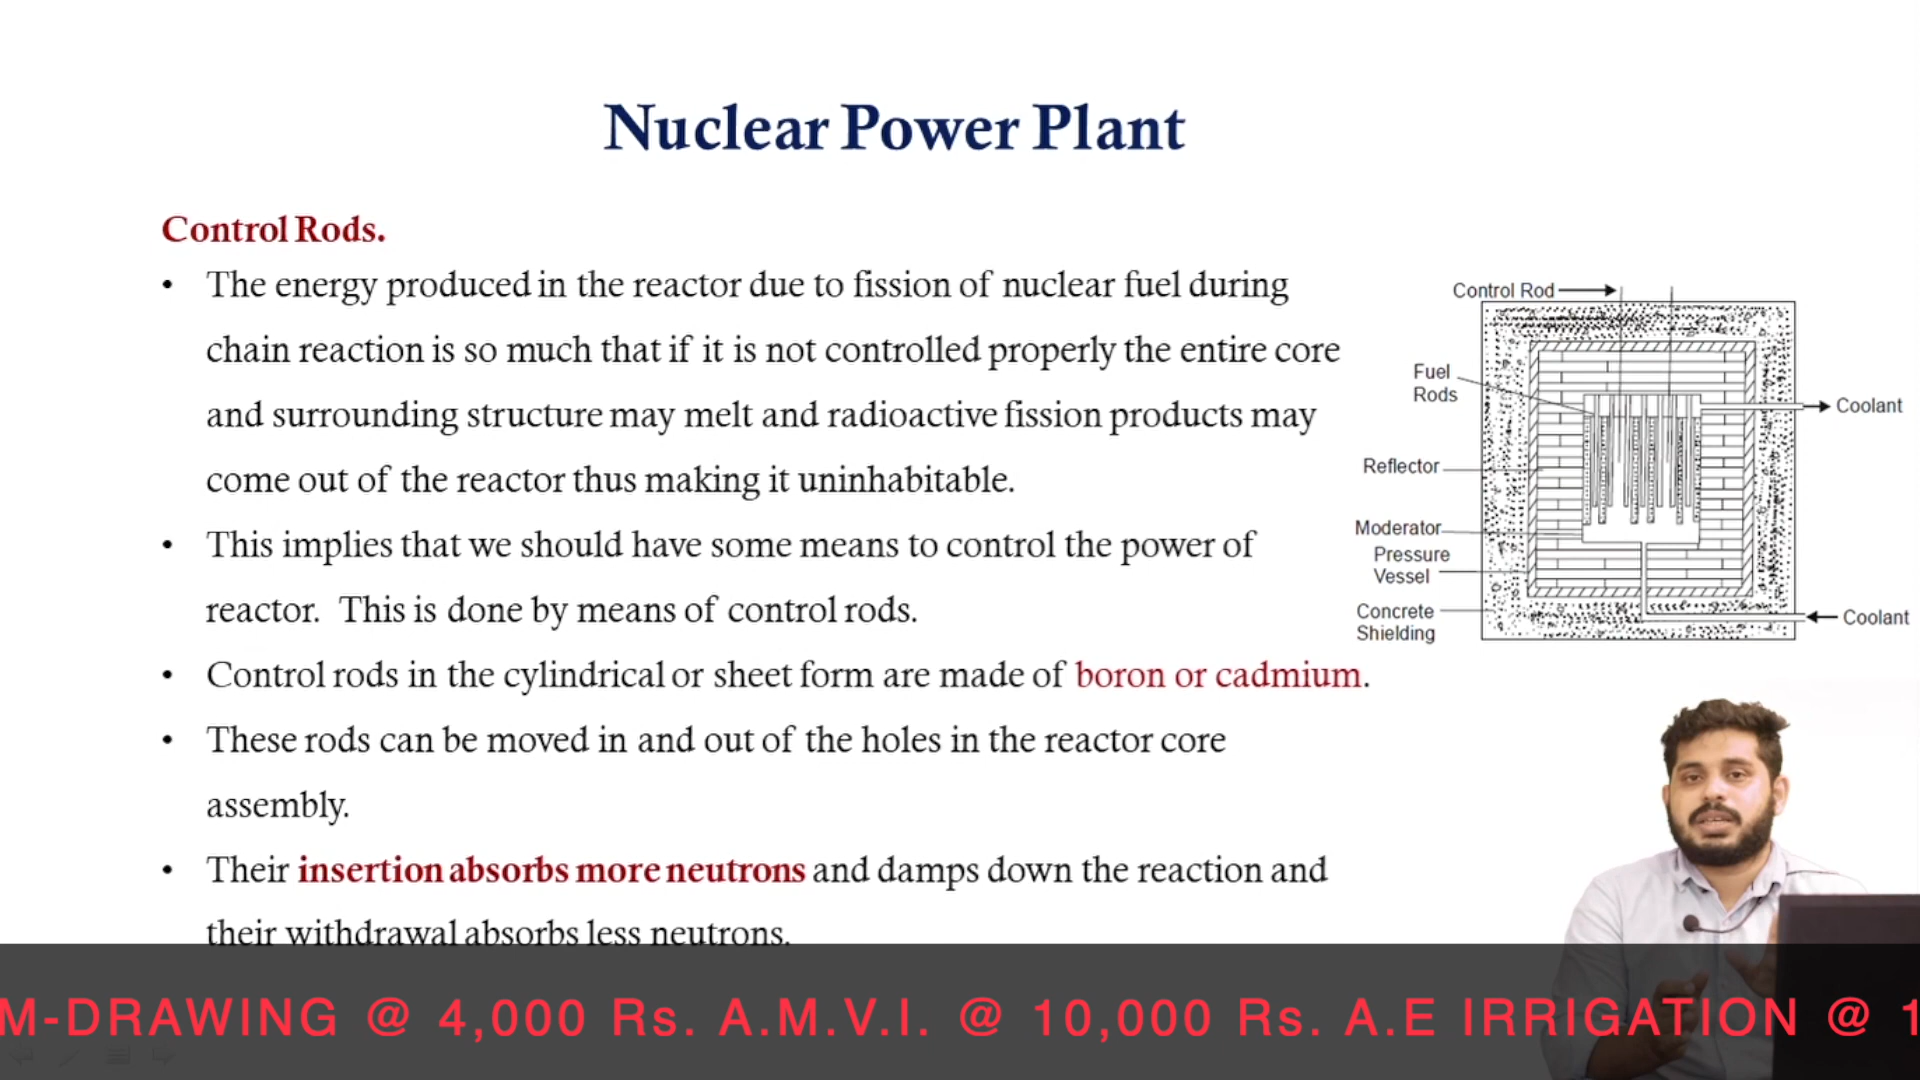 Nuclear Power Plant
Control Rods.
• The energy produced in the reactor due to fission of nuclear fuel during
chain reaction is so much that if it is not controlled properly the entire core
and surrounding structure may melt and radioactive fission products may
come out of the reactor thus making it uninhabitable.
• This implies that we should have some means to control the power of
reactor. This is done by means of control rods.
• Control rods in the cylindrical or sheet form are made of boron or cadmium.
• These rods can be moved in and out of the holes in the reactor core
assembly.
• Their insertion absorbs more neutrons and damps down the reaction and
their withdrawal absorbs less neutrons.
Control Rod
Fuel
Rods
Coolant
Reflector
Moderator
Pressure
Vessel
Concrete
Shielding
Coolant
M-DRAWING @ 4,000 Rs. A.M.V.I. @ 10,000 Rs. A.E IRRIGATION @ 1